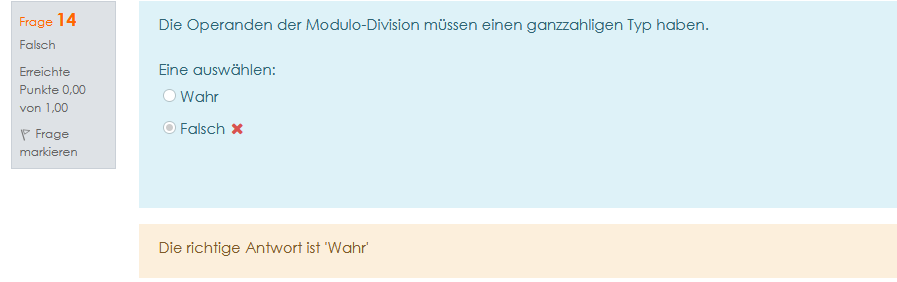 Frage 14
Falsch
Erreichte
Punkte 0,00
von 1,00
Frage
markieren
Die Operanden der Modulo-Division müssen einen ganzzahligen Typ haben.
Eine auswählen:
Wahr
Falsch
Die richtige Antwort ist 'Wahr'